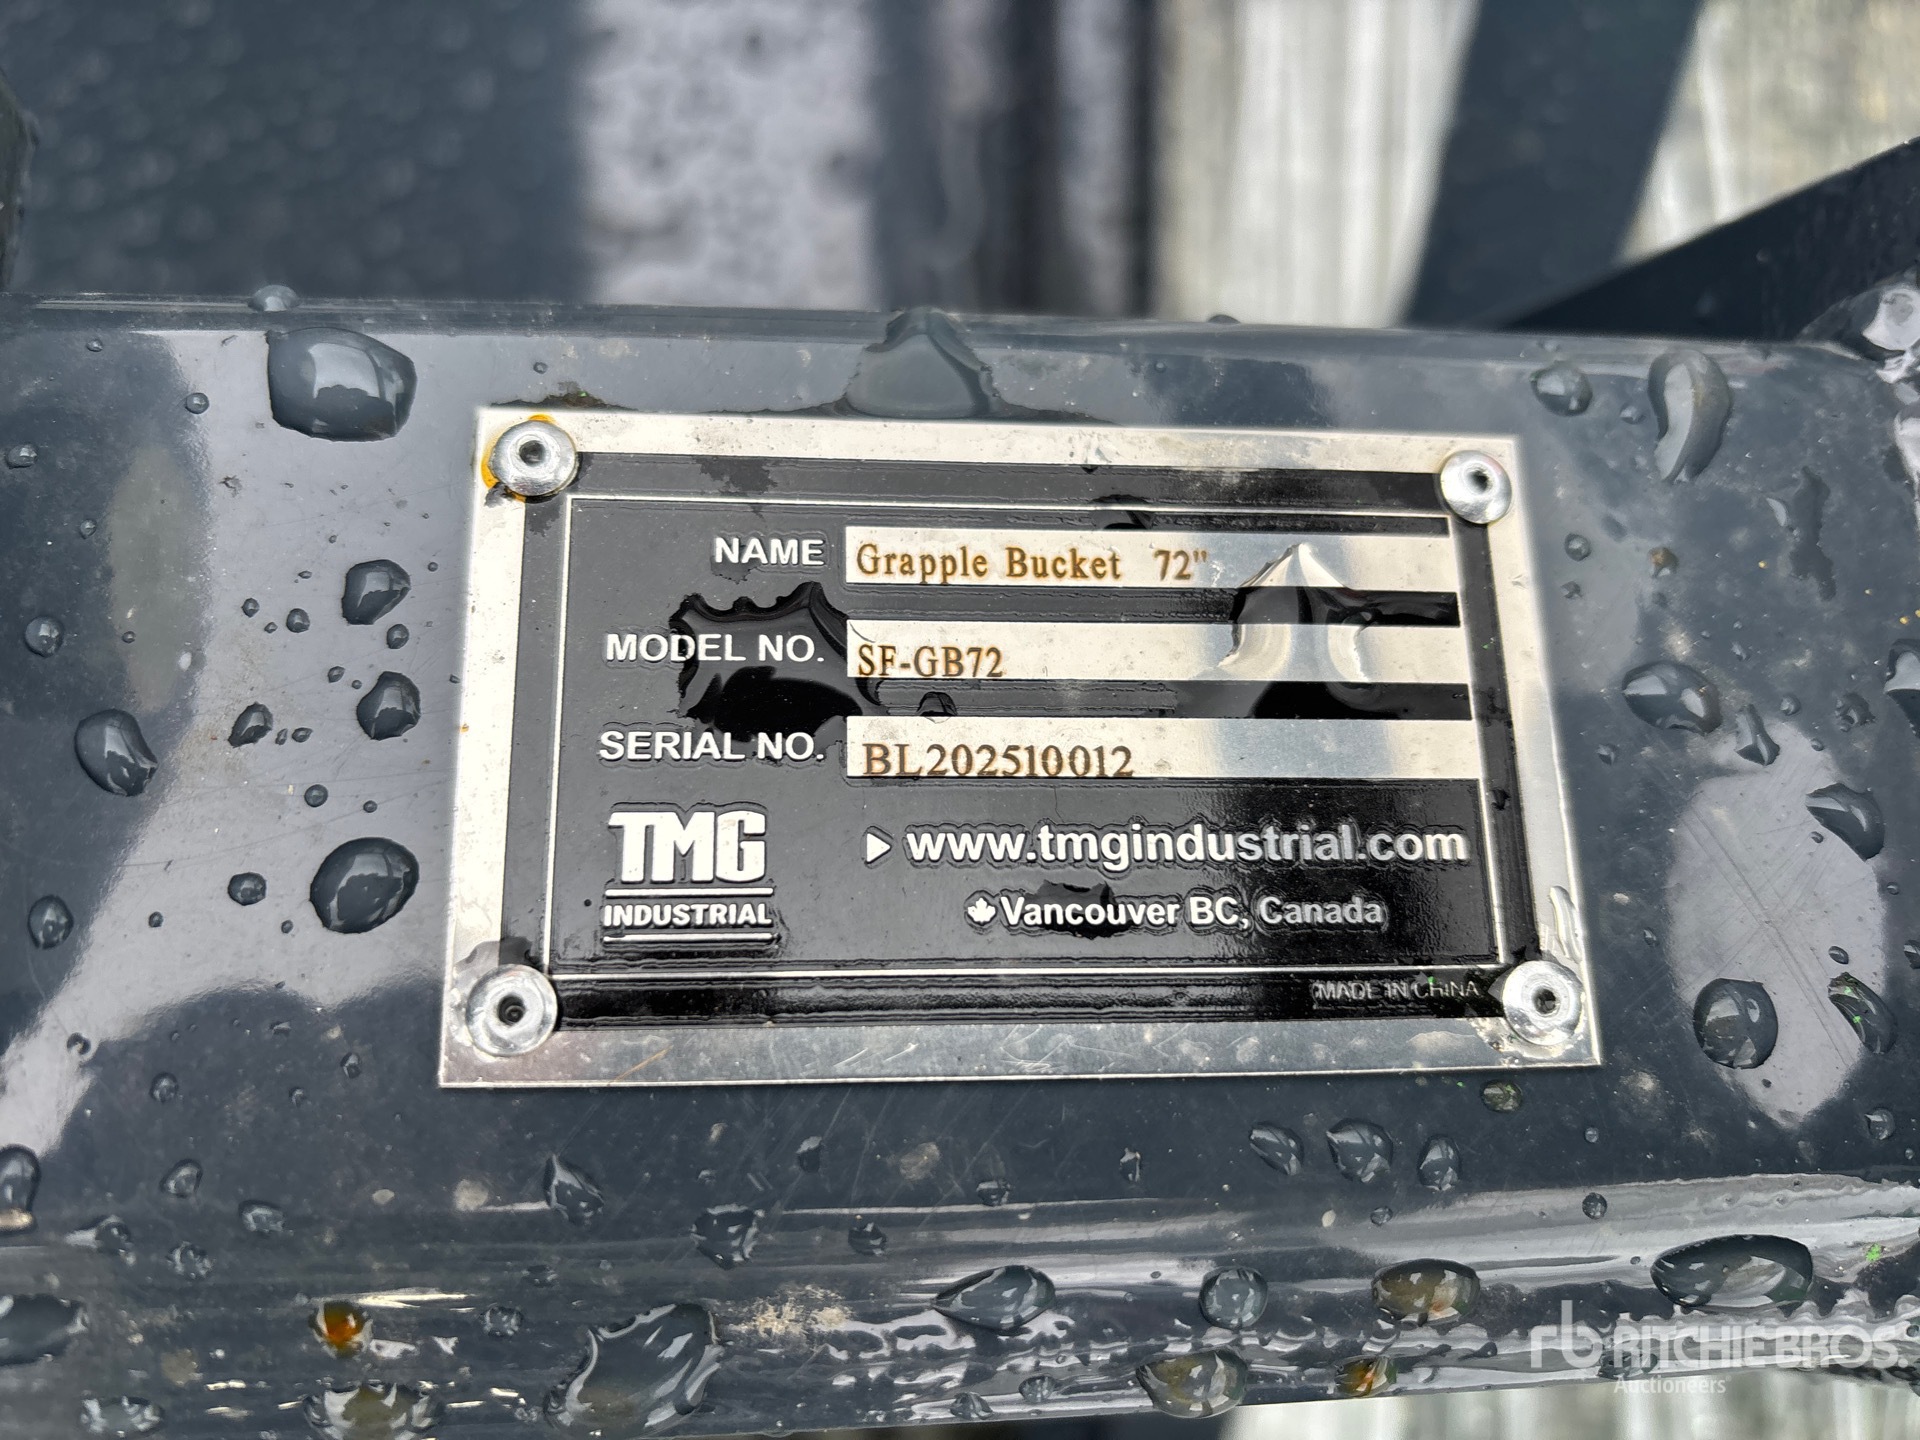 NAME Grapple Bucket 72"
MODEL NO. SF-GB72
SERIAL NO. BL202510012
TMG
INDUSTRIAL
www.tmgindustrial.com
Vancouver BC, Canada
MADE IN CHINA
rb RITCHIE BROS.
Auctioneers